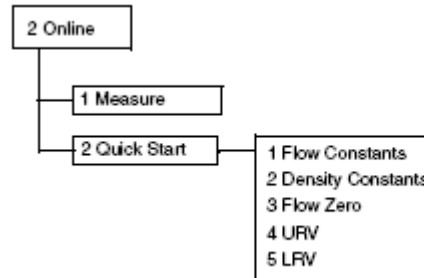 2 Online
1 Measure
2 Quick Start
1 Flow Constants
2 Density Constants
3 Flow Zero
4 URV
5 LRV